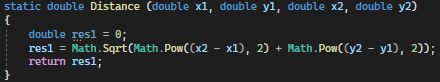 static double Distance (double x1, double y1, double x2, double y2)
{
double res1 = 0;
res1 = Math.Sqrt(Math.Pow((x2 - x1), 2) + Math.Pow((y2 - y1), 2));
return res1;
}